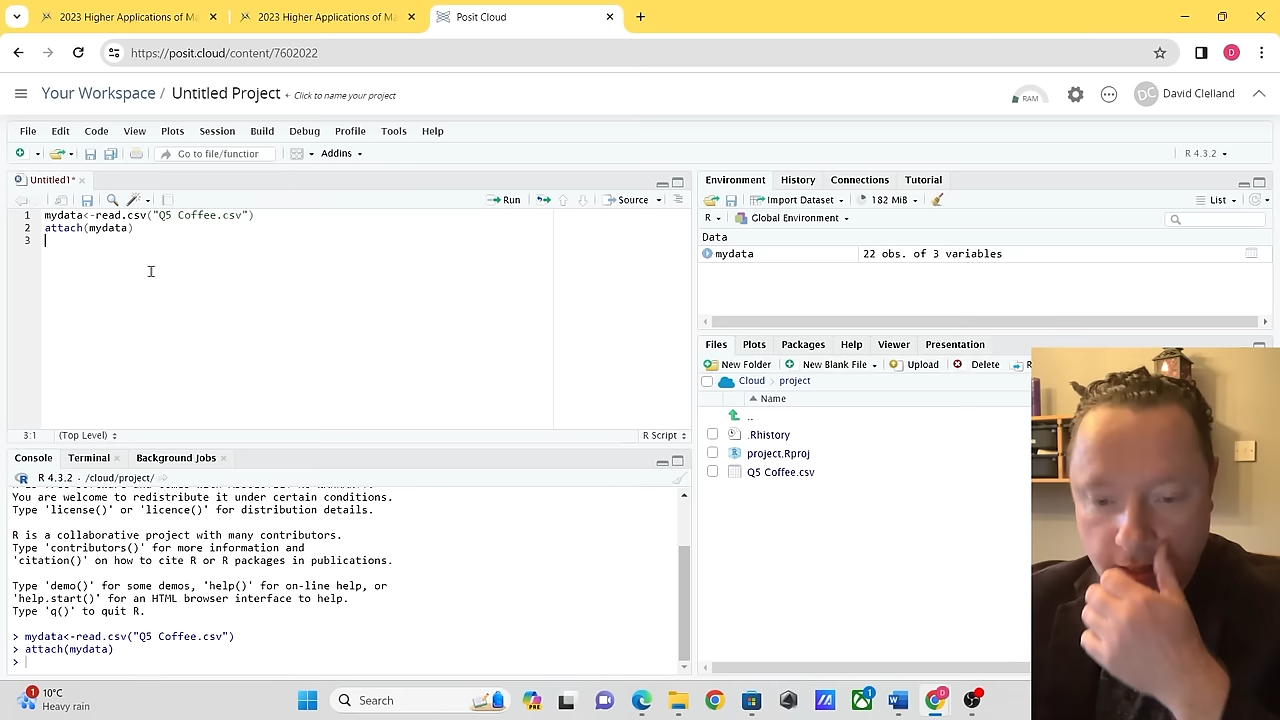 2023 Higher Applications of Ma
2023 Higher Applications of Ma
Posit Cloud
https://posit.cloud/content/7602022
D
Your Workspace / Untitled Project
Click to name your project
RAM
DC
David Clelland
File Edit Code View Plots Session Build Debug Profile Tools Help
Go to file/function
Addins
R 4.3.2
Untitled1*
Run
Source
1 mydata<-read.csv("Q5 Coffee.csv")
2 attach(mydata)
3
3:1 (Top Level) R Script
Console Terminal Background Jobs
R 4.3.2 · /cloud/project/
You are welcome to redistribute it under certain conditions.
Type 'license()' or 'licence()' for distribution details.
R is a collaborative project with many contributors.
Type 'contributors()' for more information and
'citation()' on how to cite R or R packages in publications.
Type 'demo()' for some demos, 'help()' for on-line help, or
'help.start()' for an HTML browser interface to help.
Type 'q()' to quit R.
> mydata<-read.csv("Q5 Coffee.csv")
> attach(mydata)
>
Environment History Connections Tutorial
Import Dataset 182 MiB List
R Global Environment
Data
mydata 22 obs. of 3 variables
Files Plots Packages Help Viewer Presentation
New Folder New Blank File Upload Delete R
Cloud project
Name
..
.Rhistory
project.Rproj
Q5 Coffee.csv
1
10°C
Heavy rain
Search
PRE
1
D